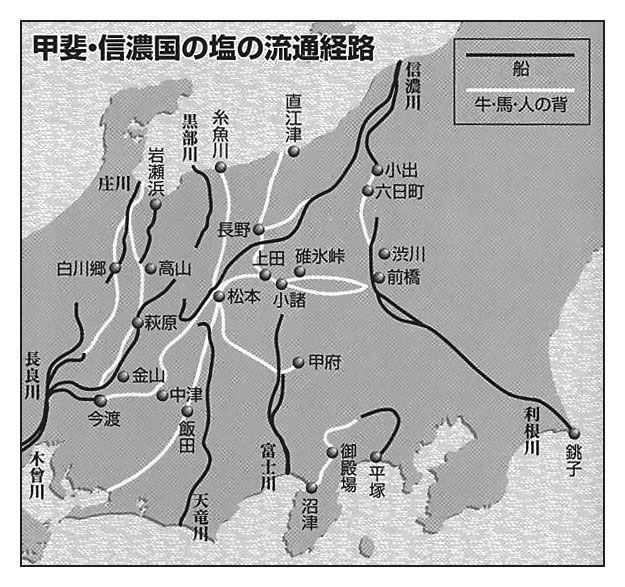 甲斐・信濃国の塩の流通経路
船
牛・馬・人の背
信濃川
直江津
糸魚川
黒部川
岩瀬浜
庄川
小出
六日町
長野
渋川
上田
碓氷峠
白川郷
高山
前橋
松本
小諸
萩原
甲府
長良川
金山
中津
今渡
飯田
利根川
銚子
木曾川
富士川
御殿場
平塚
天竜川
沼津